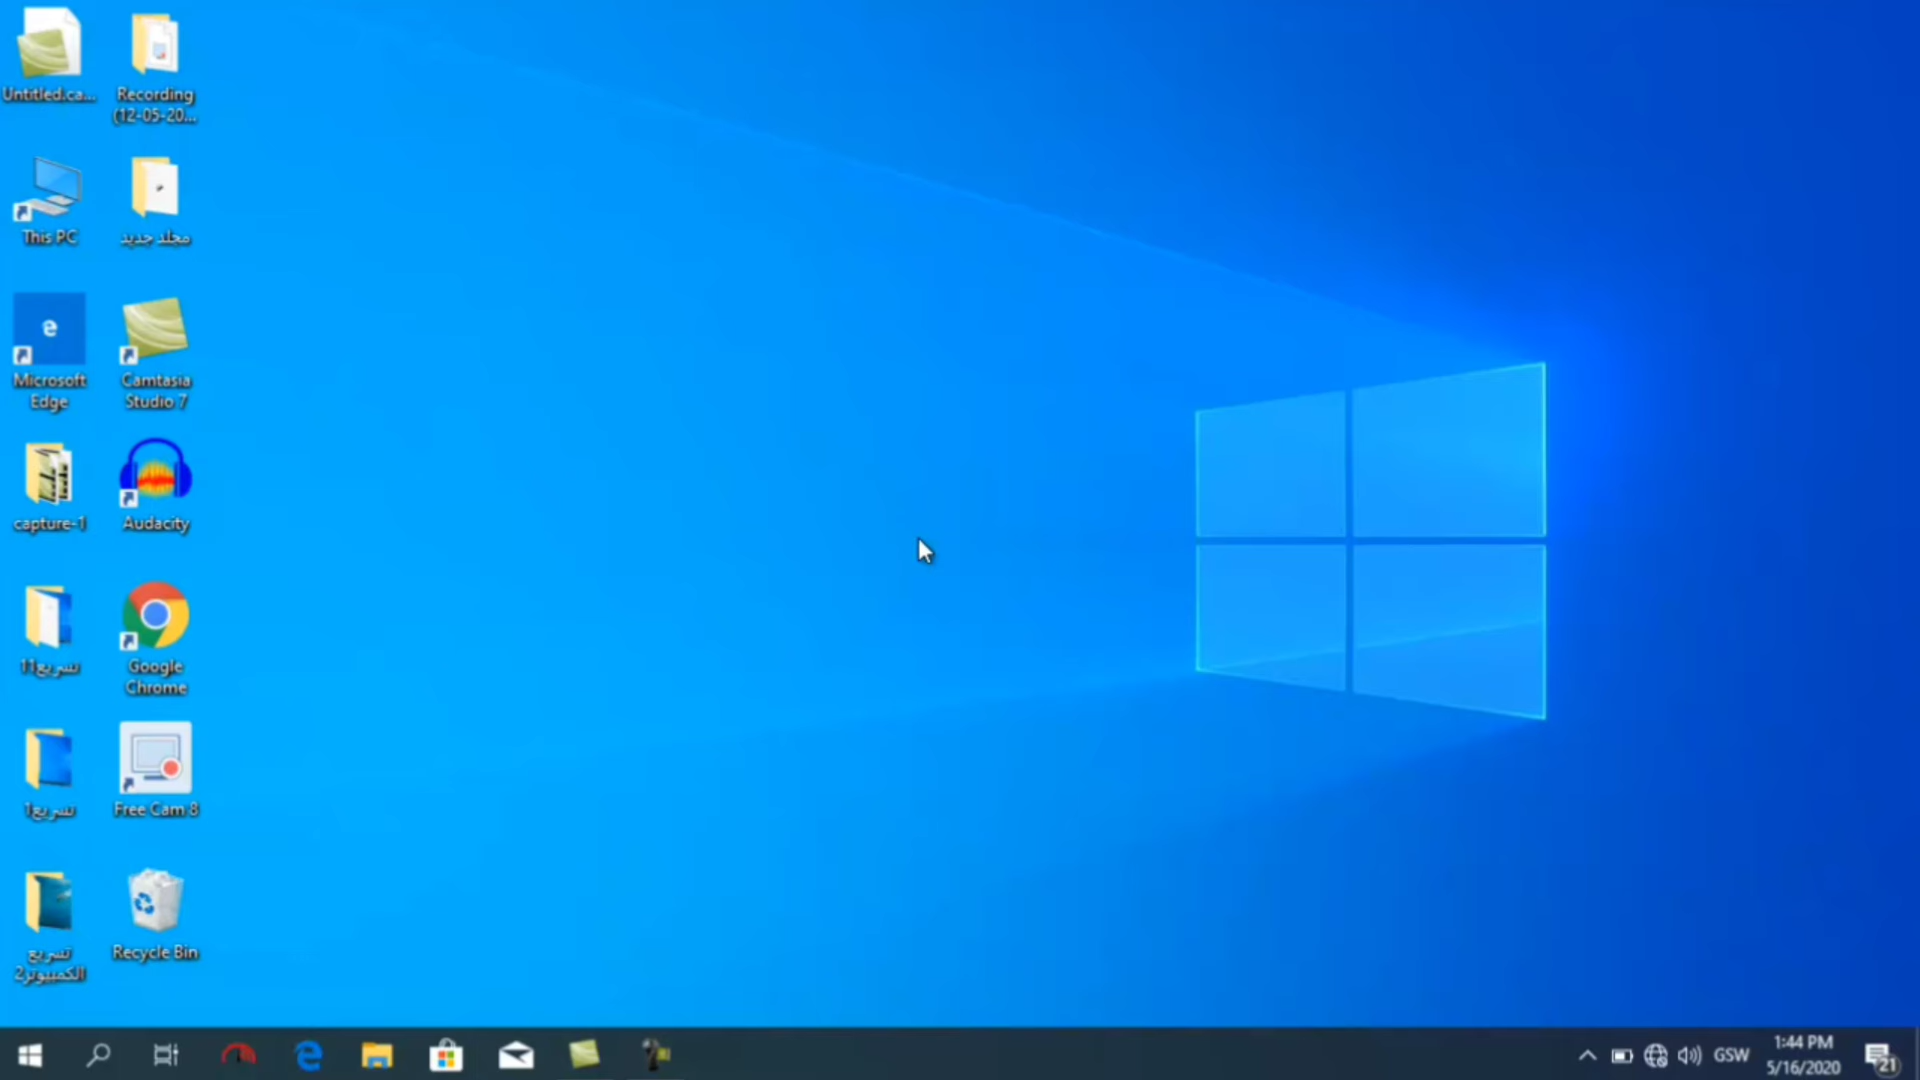 Untitled.ca...
Recording
(12-05-20...
This PC
مجلد جديد
Microsoft
Edge
Camtasia
Studio 7
capture-1
Audacity
تسريع11
Google
Chrome
تسريع1
Free Cam 8
تسريع
الكمبيوتر2
Recycle Bin
GSW
1:44 PM
5/16/2020
21